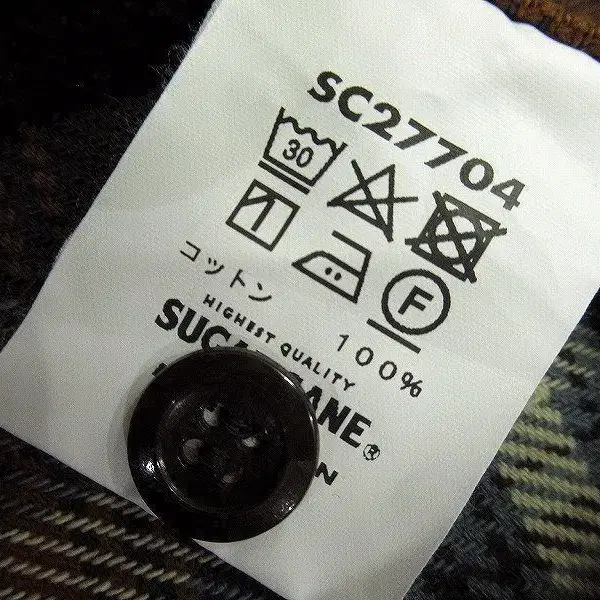 SC27704
30
F
コットン 100%
HIGHEST QUALITY
®